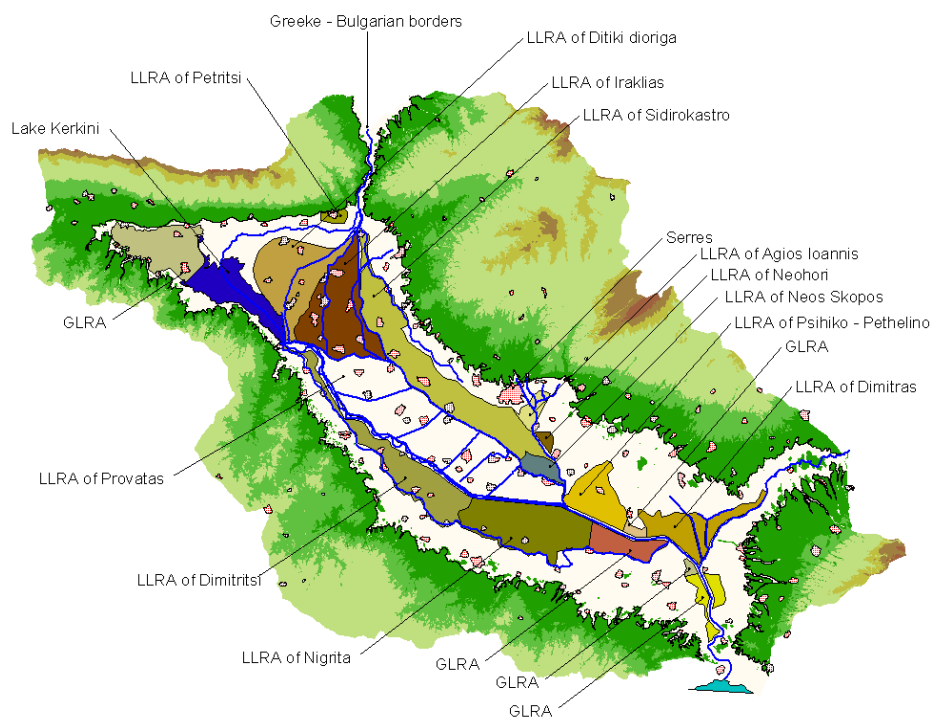 Greeke - Bulgarian borders
LLRA of Ditiki dioriga
LLRA of Petritsi
LLRA of Iraklias
LLRA of Sidirokastro
Lake Kerkini
Serres
LLRA of Agios Ioannis
LLRA of Neohori
LLRA of Neos Skopos
LLRA of Psihiko - Pethelino
GLRA
GLRA
LLRA of Dimitras
LLRA of Provatas
LLRA of Dimitritsi
LLRA of Nigrita
GLRA
GLRA
GLRA